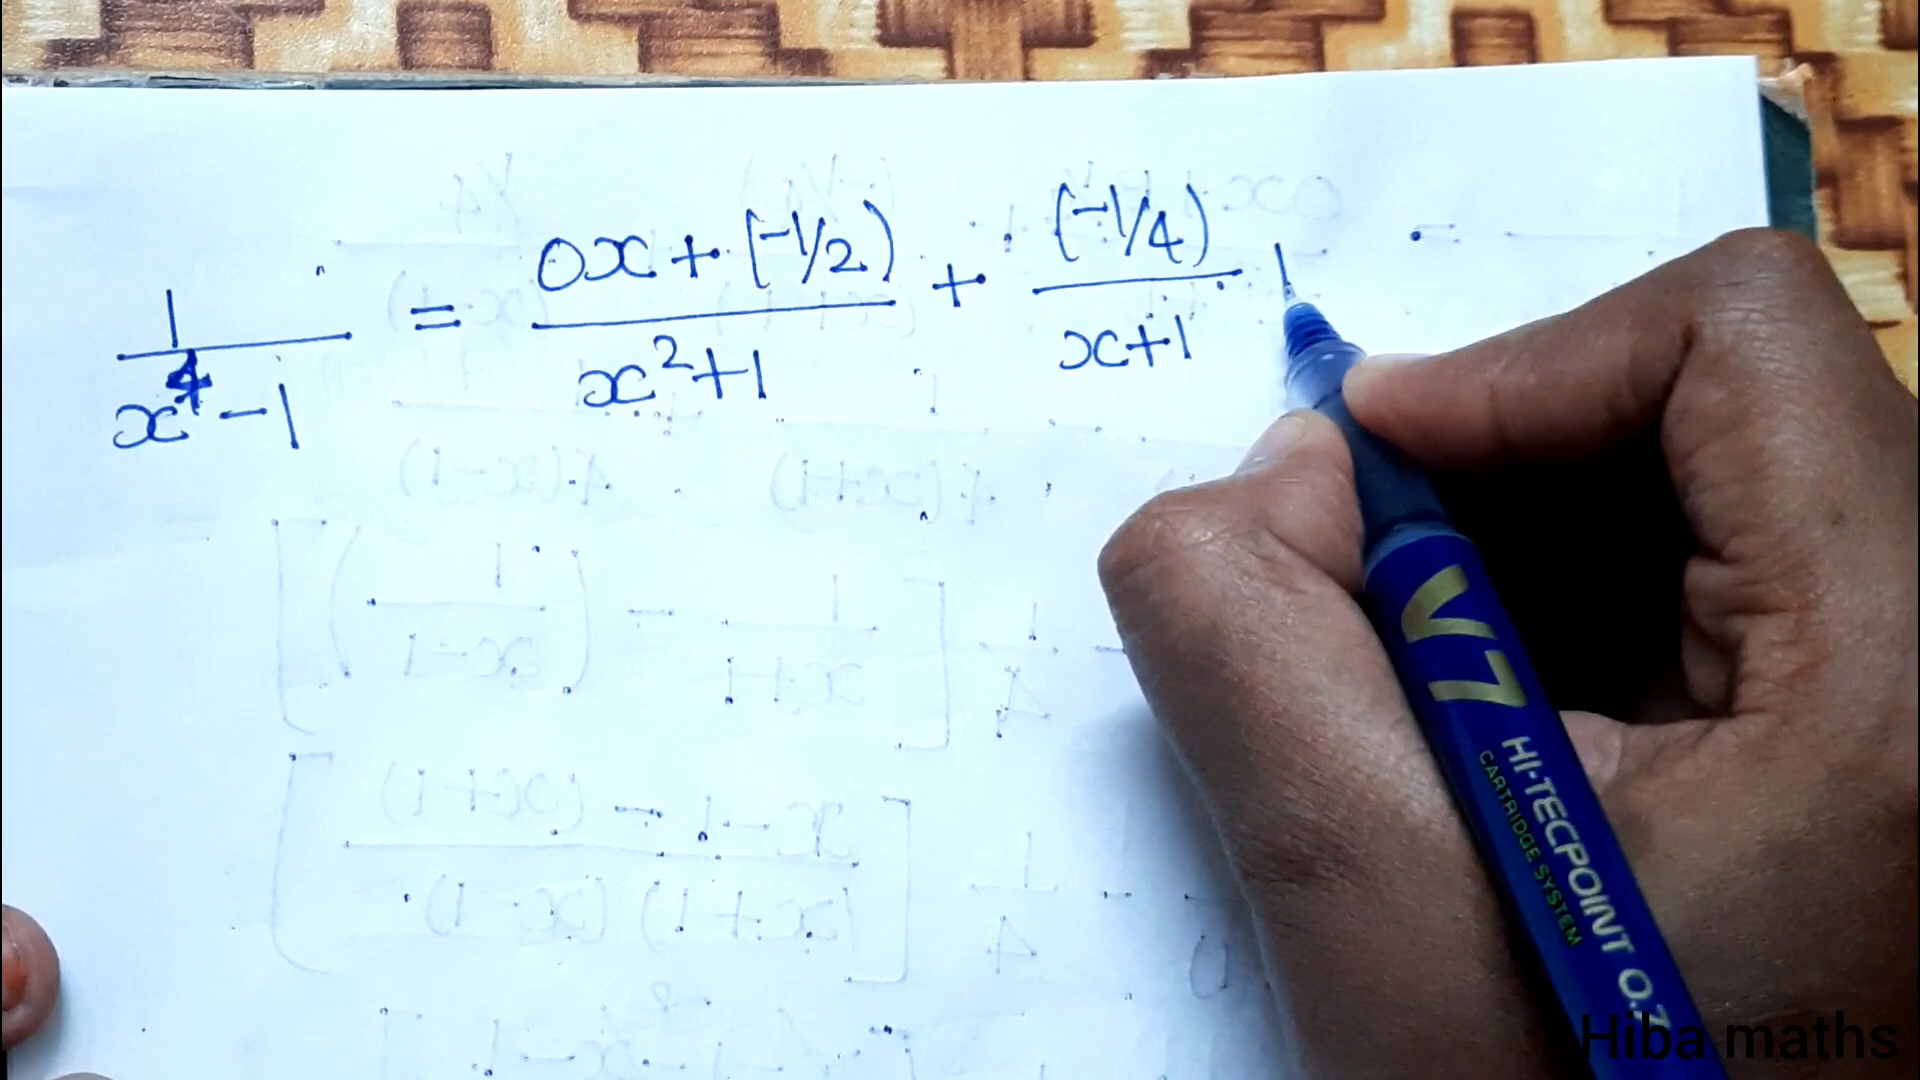 1/(x⁴-1) = (0x+(-1/2))/(x²+1) + (-1/4)/(x+1)
V7
HI-TECPOINT 0.7
CARTRIDGE SYSTEM
Hiba maths